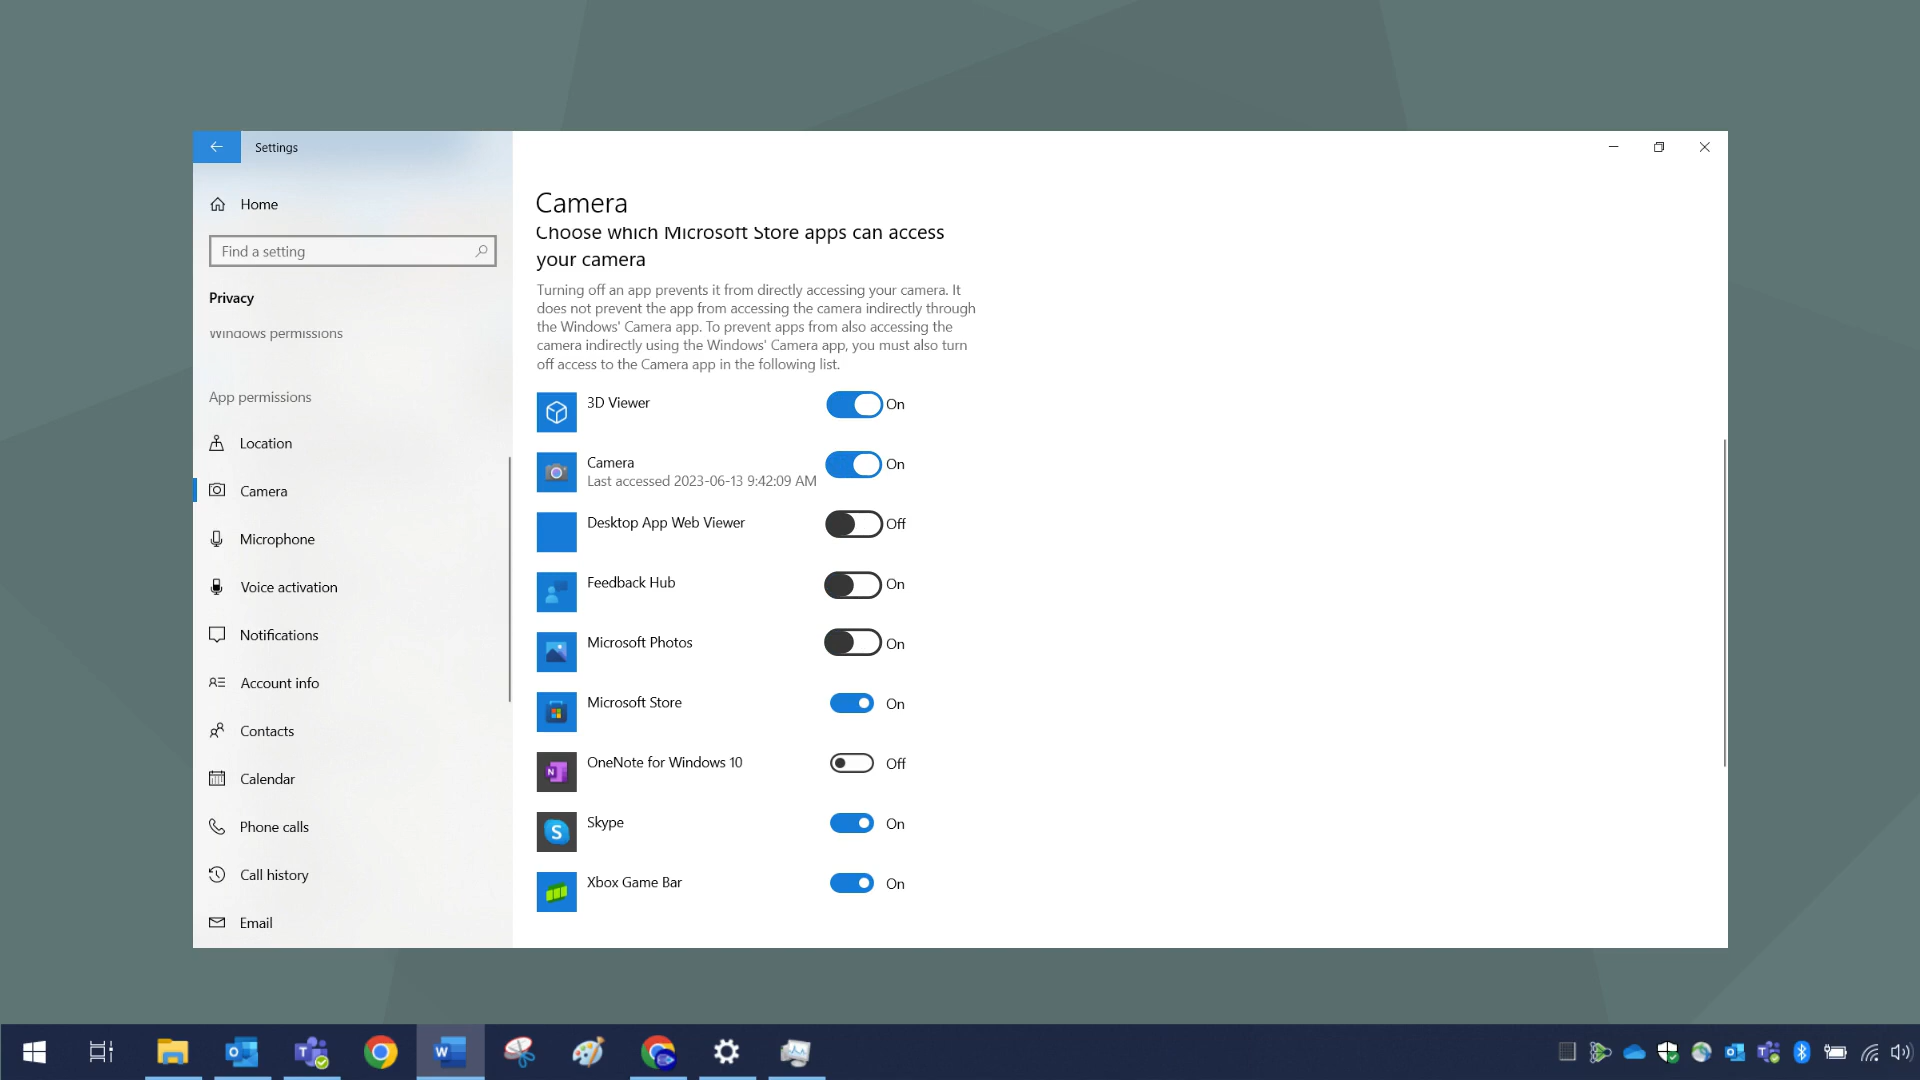 Settings
Home
Find a setting
Privacy
Windows permissions
App permissions
Location
Camera
Microphone
Voice activation
Notifications
Account info
Contacts
Calendar
Phone calls
Call history
Email
Camera
Choose which Microsoft Store apps can access
your camera
Turning off an app prevents it from directly accessing your camera. It
does not prevent the app from accessing the camera indirectly through
the Windows' Camera app. To prevent apps from also accessing the
camera indirectly using the Windows' Camera app, you must also turn
off access to the Camera app in the following list.
3D Viewer On
Camera On
Last accessed 2023-06-13 9:42:09 AM
Desktop App Web Viewer Off
Feedback Hub On
Microsoft Photos On
Microsoft Store On
OneNote for Windows 10 Off
Skype On
Xbox Game Bar On